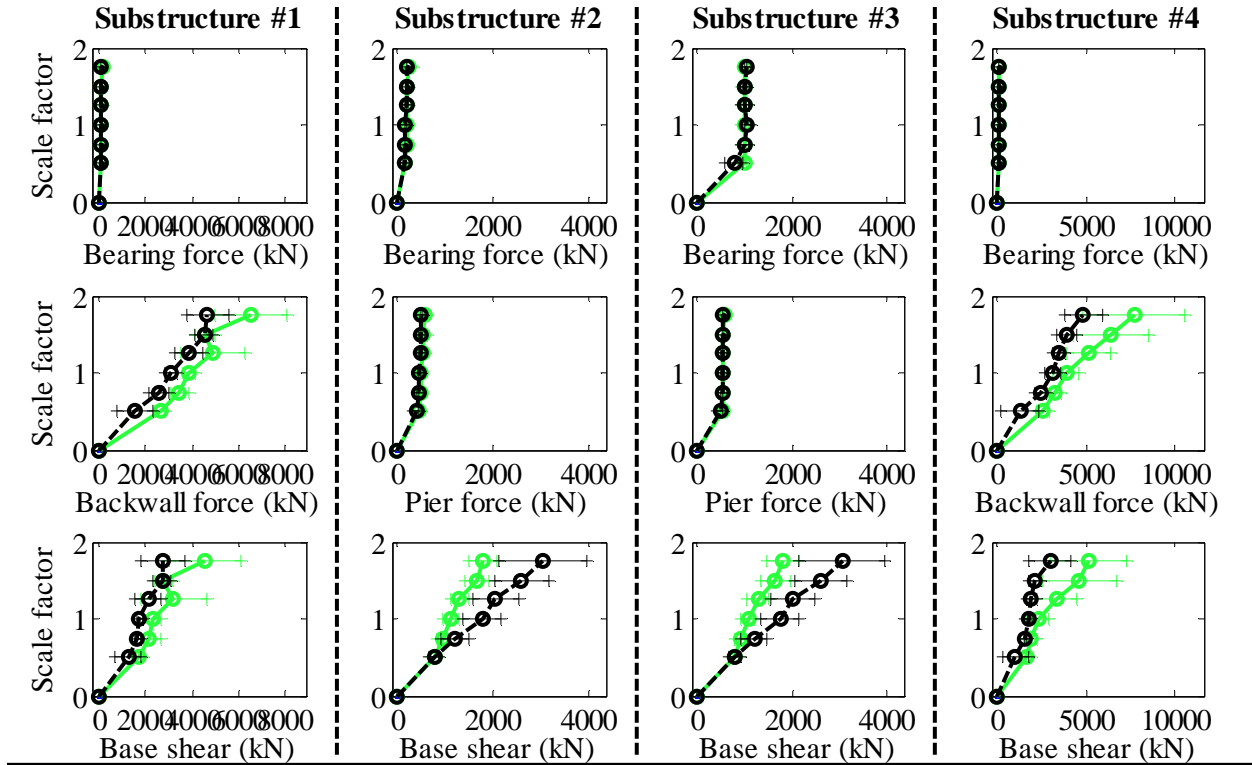 Substructure #1 Substructure #2 Substructure #3 Substructure #4
Scale factor
2
1
0
0 2000 4000 6000 8000
Bearing force (kN)
2
1
0
0 2000 4000
Bearing force (kN)
2
1
0
0 2000 4000
Bearing force (kN)
2
1
0
0 5000 10000
Bearing force (kN)
Scale factor
2
1
0
0 2000 4000 6000 8000
Backwall force (kN)
2
1
0
0 2000 4000
Pier force (kN)
2
1
0
0 2000 4000
Pier force (kN)
2
1
0
0 5000 10000
Backwall force (kN)
Scale factor
2
1
0
0 2000 4000 6000 8000
Base shear (kN)
2
1
0
0 2000 4000
Base shear (kN)
2
1
0
0 2000 4000
Base shear (kN)
2
1
0
0 5000 10000
Base shear (kN)